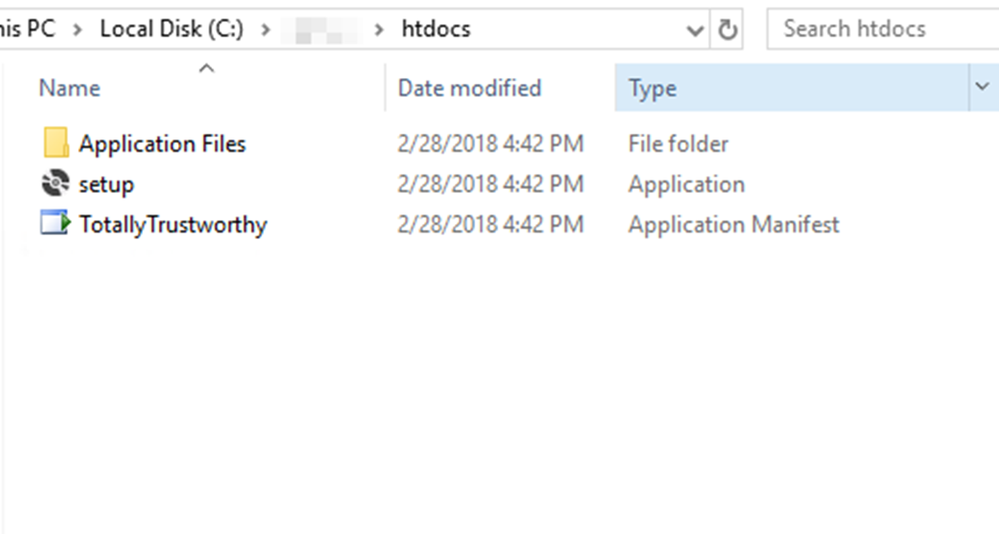 his PC > Local Disk (C:) > > htdocs Search htdocs
Name Date modified Type
Application Files 2/28/2018 4:42 PM File folder
setup 2/28/2018 4:42 PM Application
TotallyTrustworthy 2/28/2018 4:42 PM Application Manifest